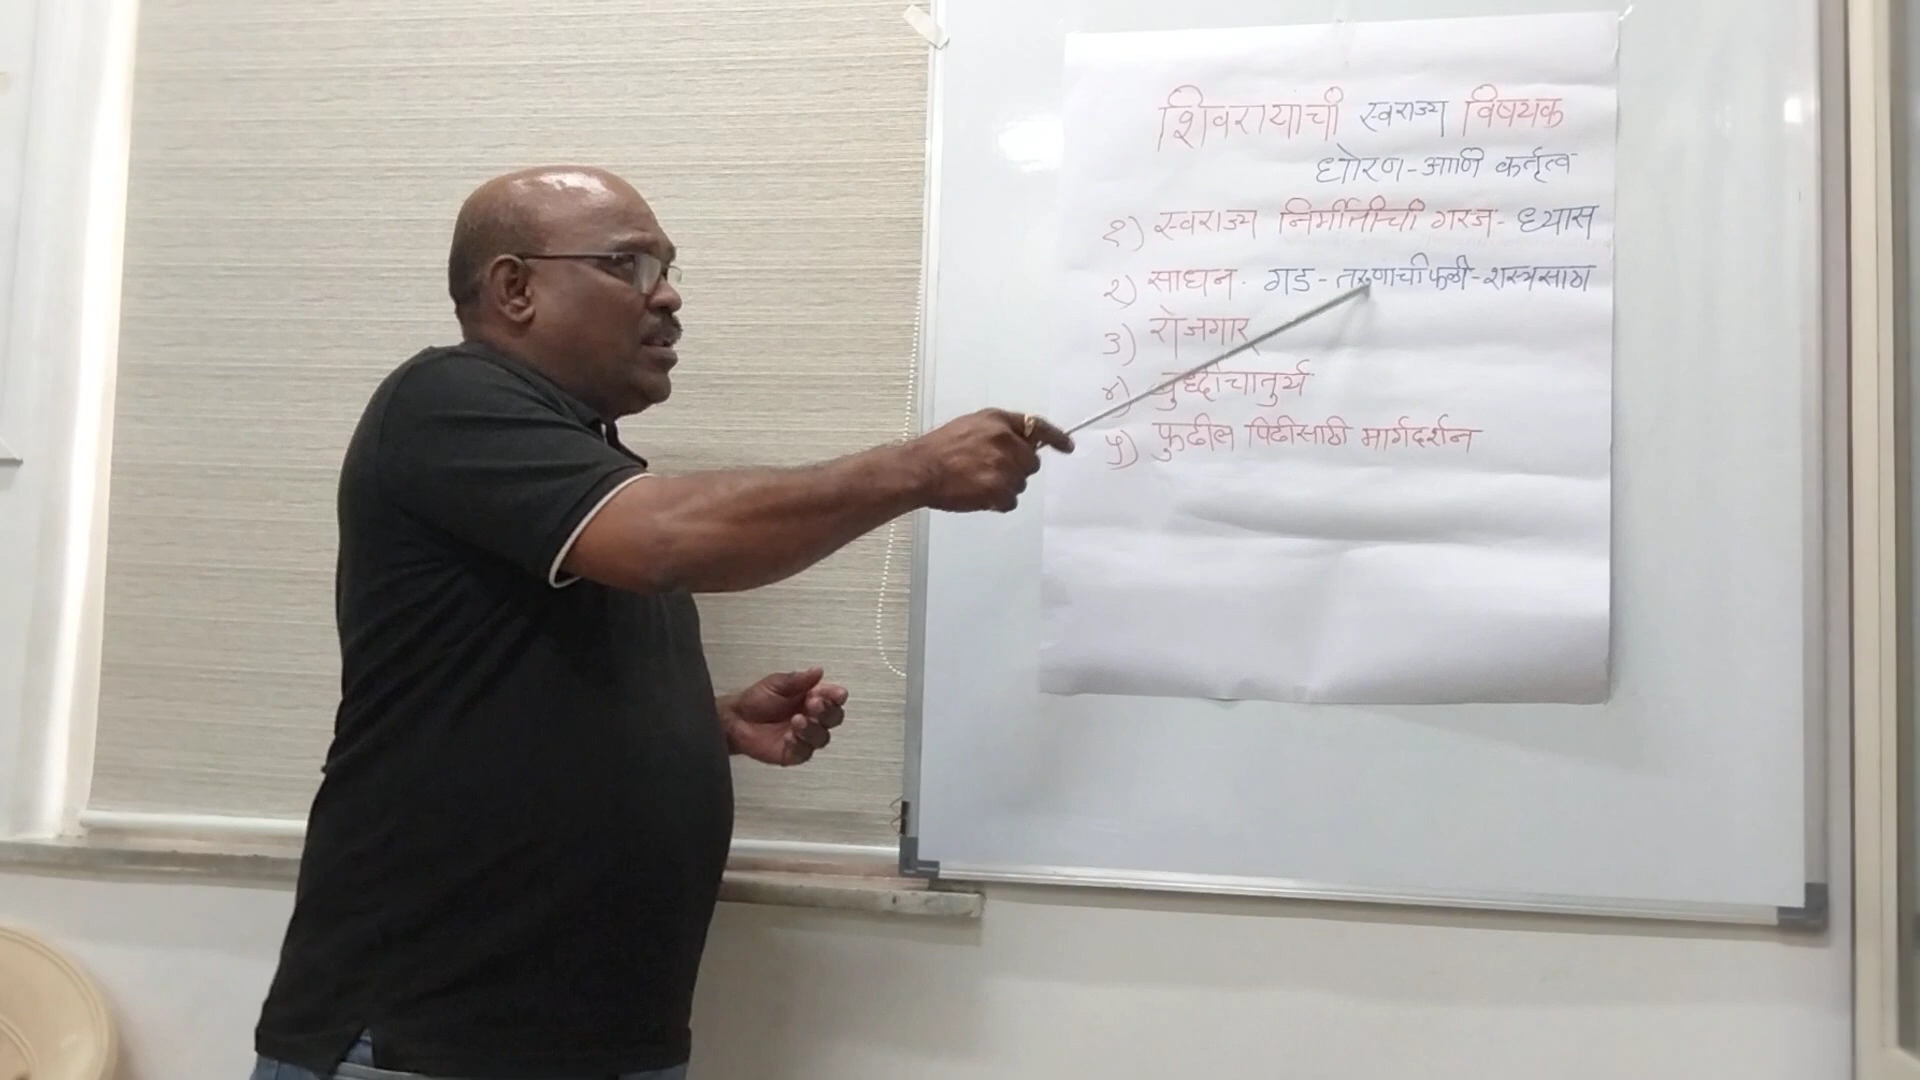 शिवरायाची स्वराज्य विषयक
धोरण-आणि कर्तृत्व
१) स्वराज्य निर्मीतीची गरज- ध्यास
२) साधन. गड-तरुणाची फळी-शस्त्रसाठा
३) रोजगार
४) बुध्दीचातुर्य
५) पुढील पिढीसाठी मार्गदर्शन